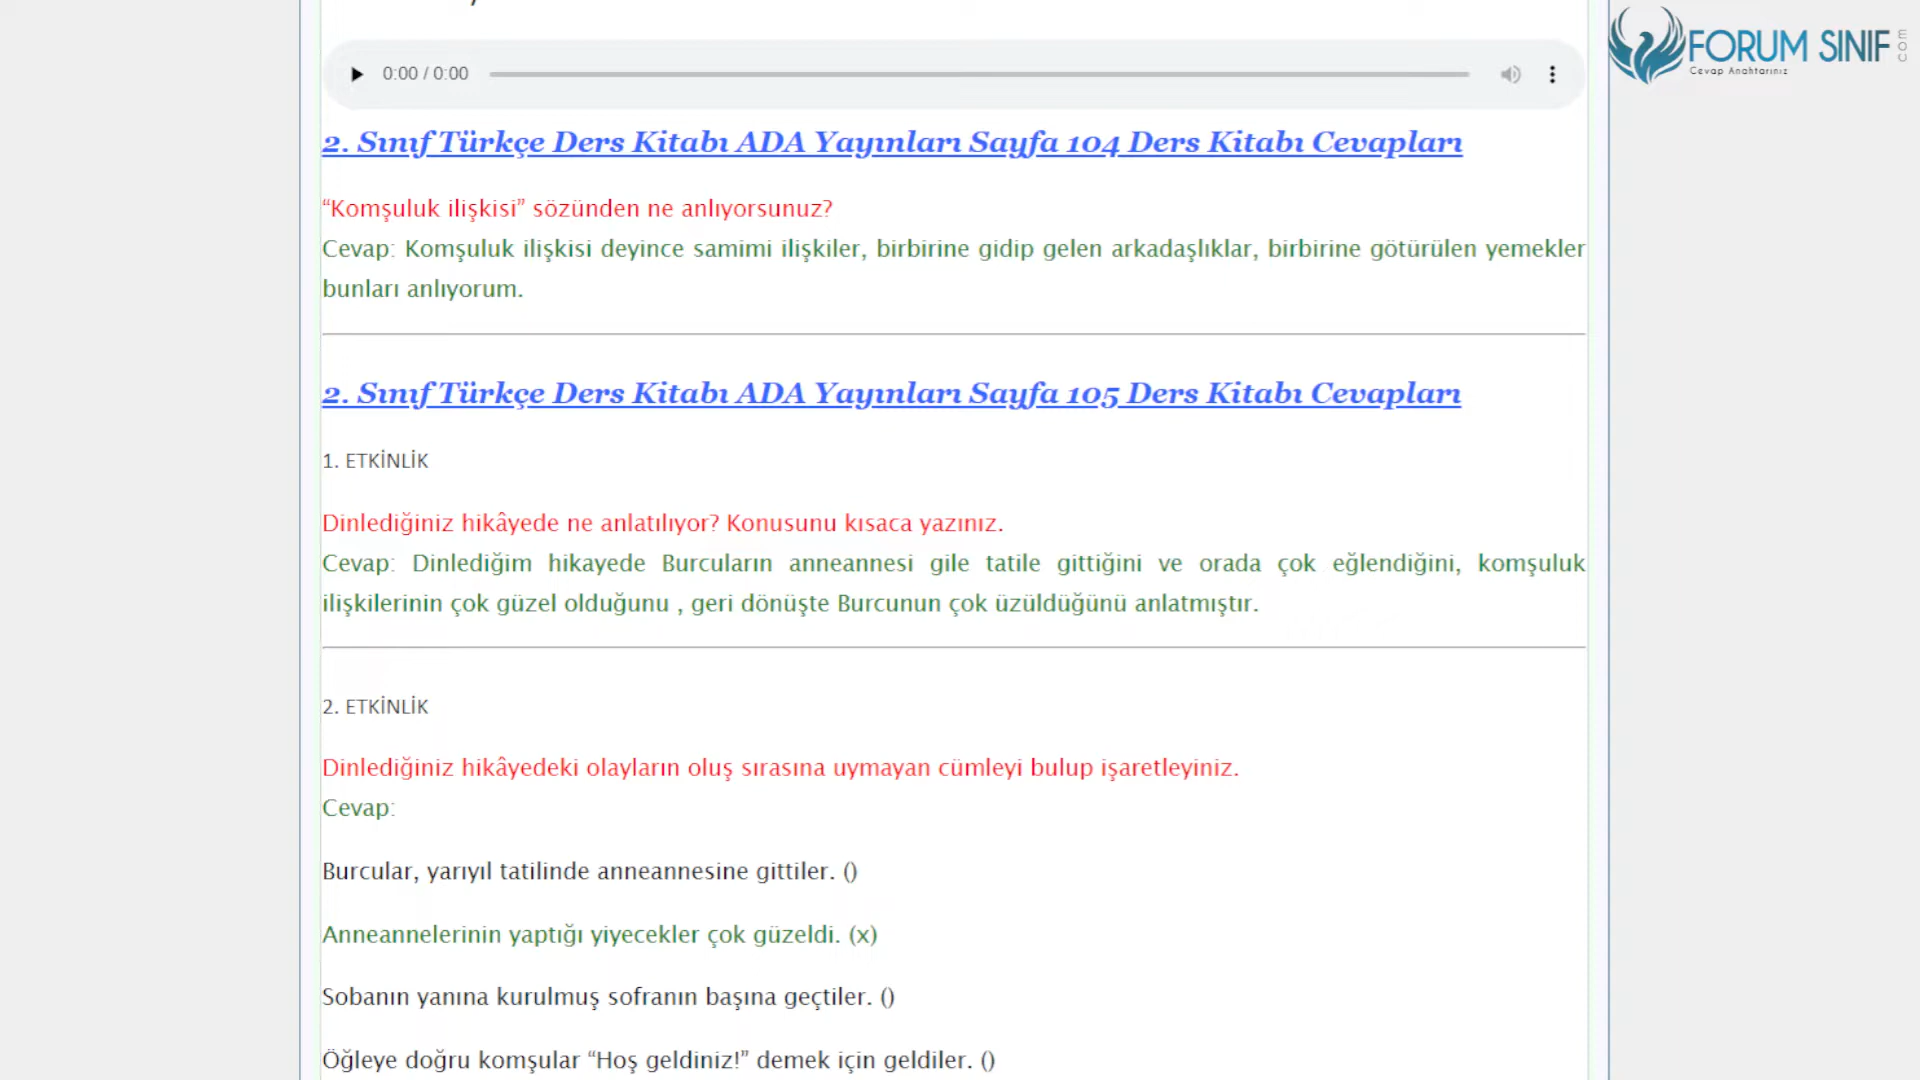 FORUM SINIF
com
Cevap Anahtarınız
0:00 / 0:00
2. Sınıf Türkçe Ders Kitabı ADA Yayınları Sayfa 104 Ders Kitabı Cevapları
“Komşuluk ilişkisi” sözünden ne anlıyorsunuz?
Cevap: Komşuluk ilişkisi deyince samimi ilişkiler, birbirine gidip gelen arkadaşlıklar, birbirine götürülen yemekler
bunları anlıyorum.
2. Sınıf Türkçe Ders Kitabı ADA Yayınları Sayfa 105 Ders Kitabı Cevapları
1. ETKİNLİK
Dinlediğiniz hikâyede ne anlatılıyor? Konusunu kısaca yazınız.
Cevap: Dinlediğim hikayede Burcuların anneannesi gile tatile gittiğini ve orada çok eğlendiğini, komşuluk
ilişkilerinin çok güzel olduğunu , geri dönüşte Burcunun çok üzüldüğünü anlatmıştır.
2. ETKİNLİK
Dinlediğiniz hikâyedeki olayların oluş sırasına uymayan cümleyi bulup işaretleyiniz.
Cevap:
Burcular, yarıyıl tatilinde anneannesine gittiler. ()
Anneannelerinin yaptığı yiyecekler çok güzeldi. (x)
Sobanın yanına kurulmuş sofranın başına geçtiler. ()
Öğleye doğru komşular “Hoş geldiniz!” demek için geldiler. ()